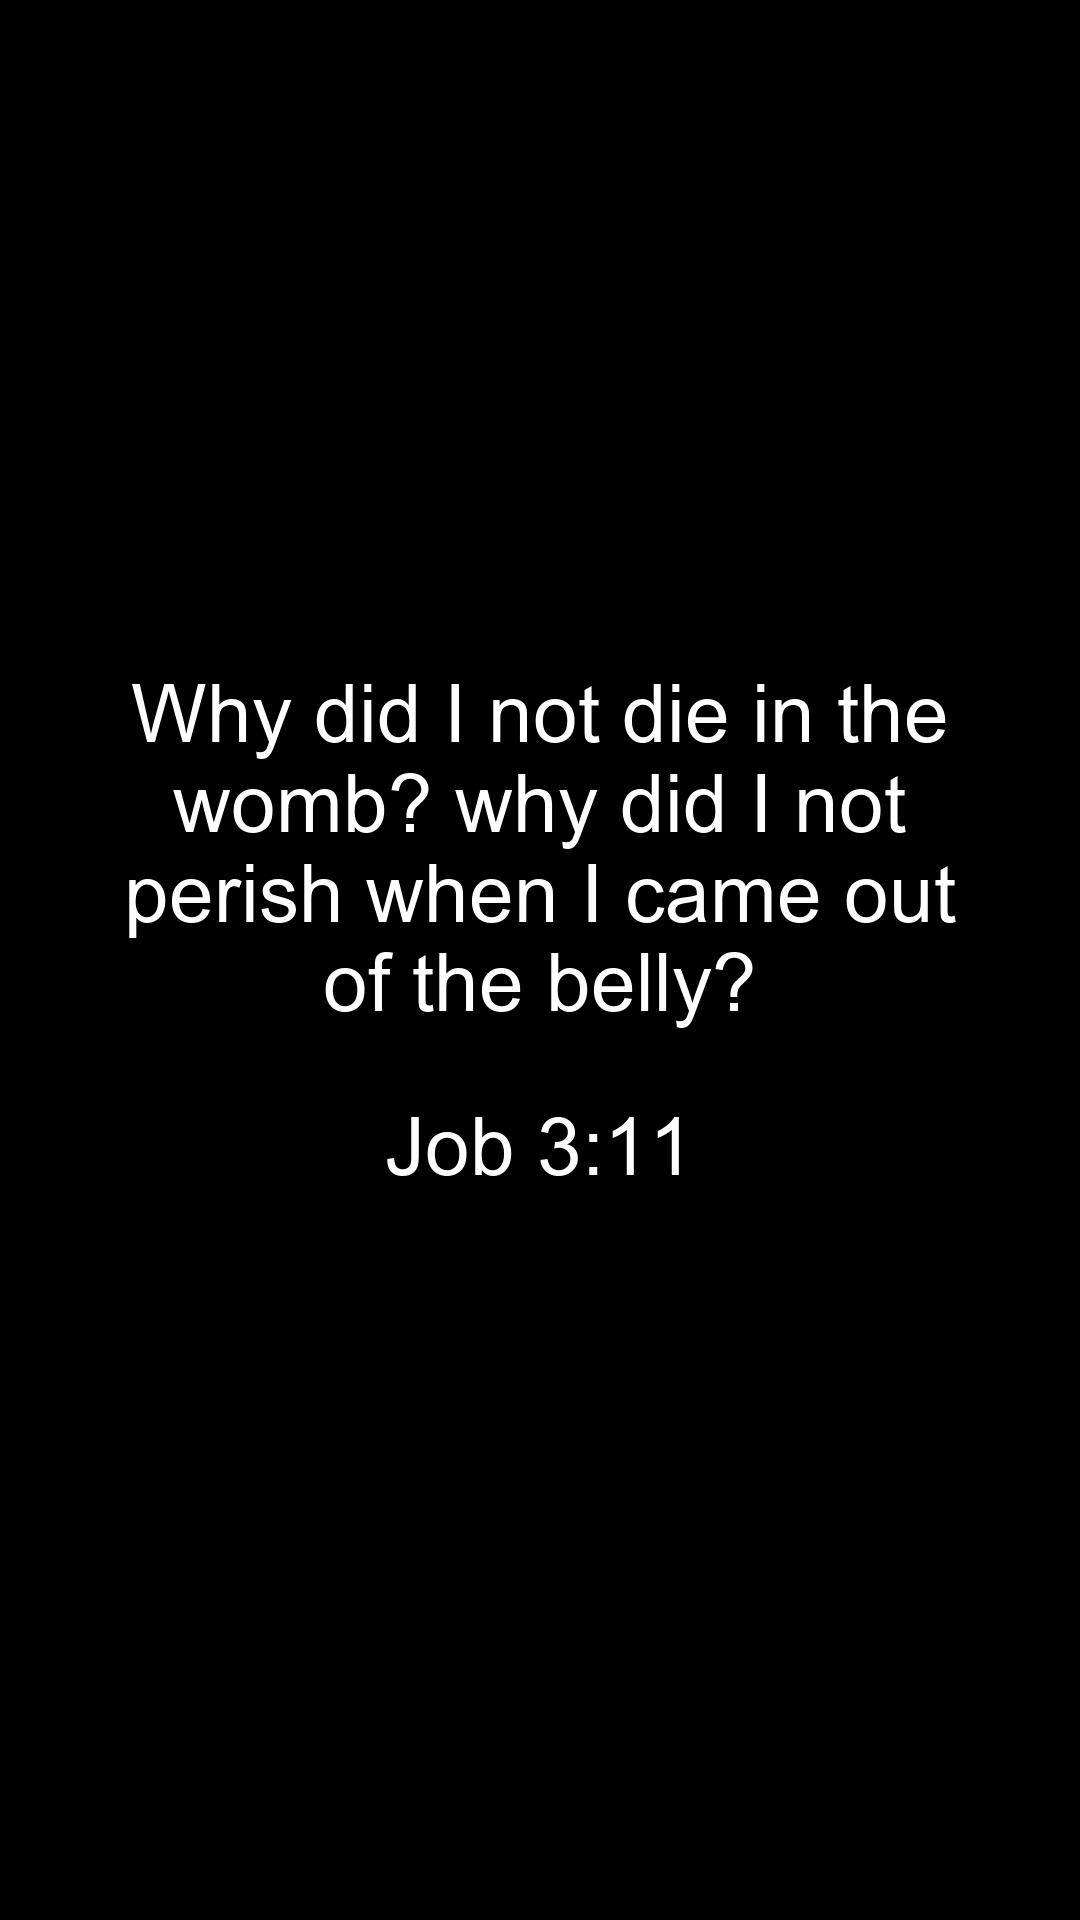 Why did I not die in the
womb? why did I not
perish when I came out
of the belly?
Job 3:11